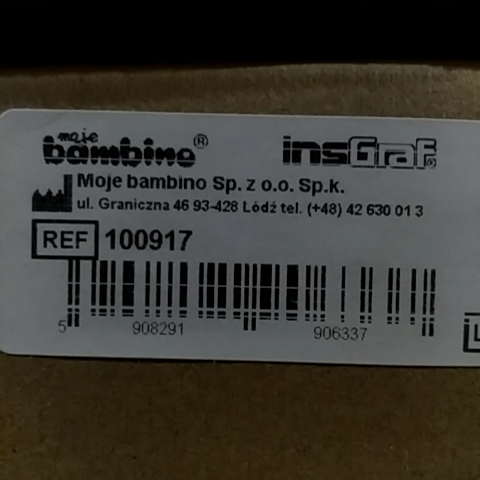 moje
bambino® insGraf®
Moje bambino Sp. z o.o. Sp.k.
ul. Graniczna 46 93-428 Łódź tel. (+48) 42 630 01 3
REF 100917
5 908291 906337